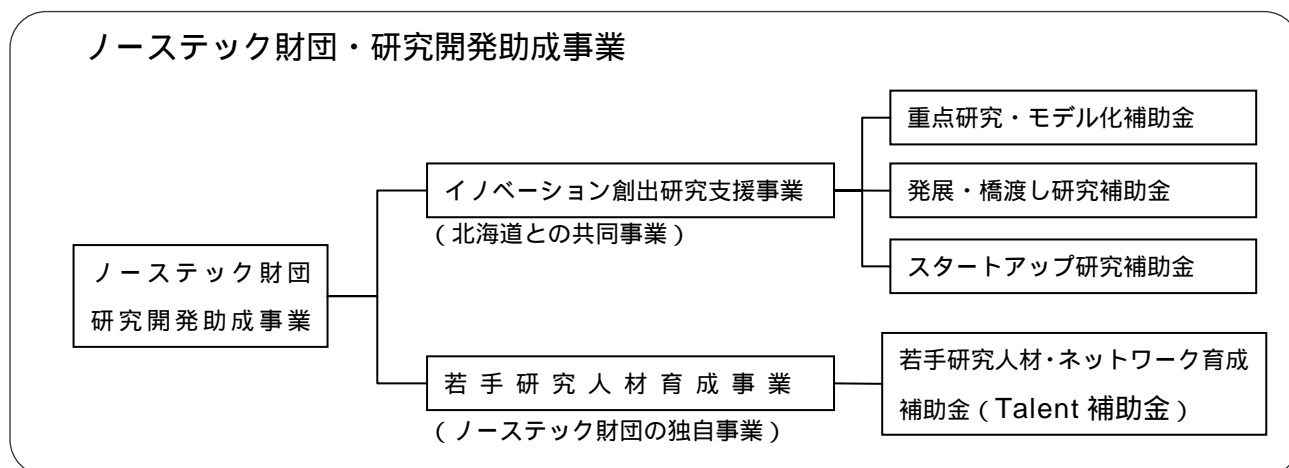 ノーステック財団・研究開発助成事業
重点研究・モデル化補助金
イノベーション創出研究支援事業
発展・橋渡し研究補助金
（北海道との共同事業）
スタートアップ研究補助金
ノーステック財団
研究開発助成事業
若手研究人材育成事業
（ノーステック財団の独自事業）
若手研究人材・ネットワーク育成
補助金（Talent 補助金）